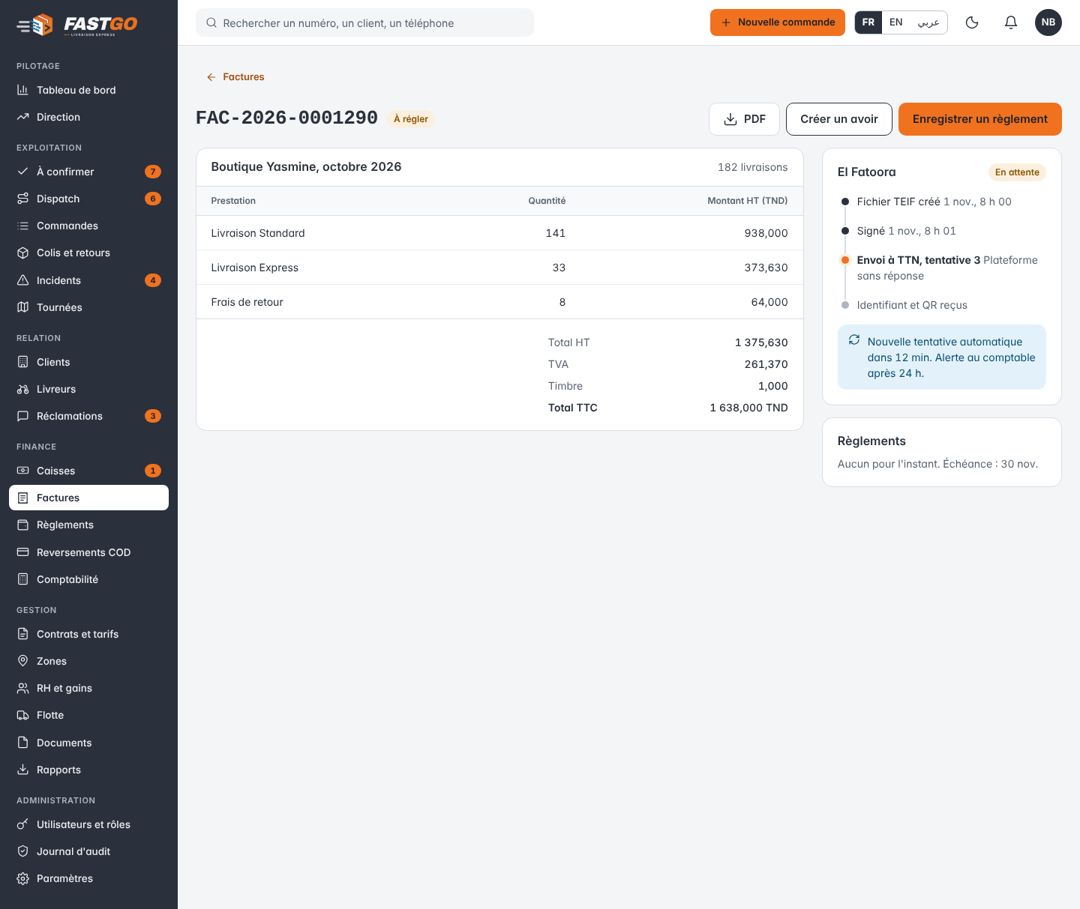 FASTGO
LIVRAISON EXPRESS
PILOTAGE
Tableau de bord
Direction
EXPLOITATION
À confirmer 7
Dispatch 6
Commandes
Colis et retours
Incidents 4
Tournées
RELATION
Clients
Livreurs
Réclamations 3
FINANCE
Caisses 1
Factures
Règlements
Reversements COD
Comptabilité
GESTION
Contrats et tarifs
Zones
RH et gains
Flotte
Documents
Rapports
ADMINISTRATION
Utilisateurs et rôles
Journal d'audit
Paramètres
Rechercher un numéro, un client, un téléphone
Nouvelle commande
FR EN عربي
NB
Factures
FAC-2026-0001290 À régler
PDF Créer un avoir Enregistrer un règlement
Boutique Yasmine, octobre 2026 182 livraisons
Prestation Quantité Montant HT (TND)
Livraison Standard 141 938,000
Livraison Express 33 373,630
Frais de retour 8 64,000
Total HT 1 375,630
TVA 261,370
Timbre 1,000
Total TTC 1 638,000 TND
El Fatoora En attente
Fichier TEIF créé 1 nov., 8 h 00
Signé 1 nov., 8 h 01
Envoi à TTN, tentative 3 Plateforme
sans réponse
Identifiant et QR reçus
Nouvelle tentative automatique
dans 12 min. Alerte au comptable
après 24 h.
Règlements
Aucun pour l'instant. Échéance : 30 nov.